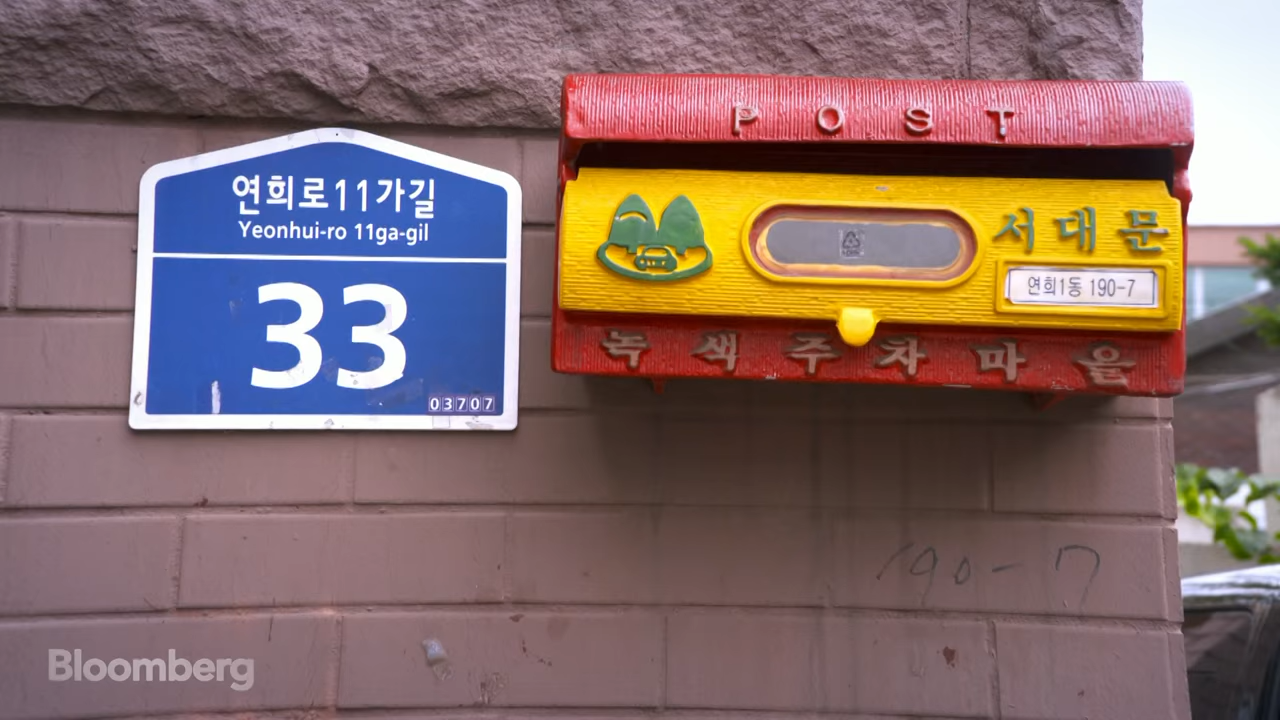 연희로11가길
Yeonhui-ro 11ga-gil
33
03707
POST
서대문
연희1동 190-7
녹색주차마을
190-7
Bloomberg